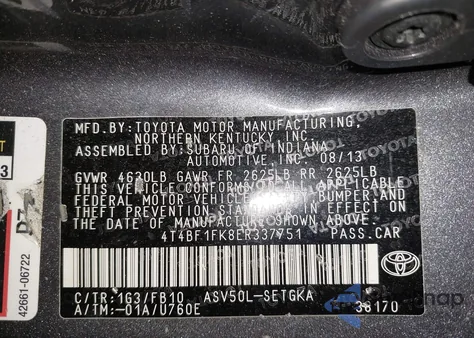 MFD.BY:TOYOTA MOTOR MANUFACTURING,
NORTHERN KENTUCKY, INC.
ASSEMBLED BY:SUBARU OF INDIANA
AUTOMOTIVE,INC. 08/13
GVWR 4630LB GAWR FR 2625LB RR 2625LB
THIS VEHICLE CONFORMS TO ALL APPLICABLE
FEDERAL MOTOR VEHICLE SAFETY, BUMPER,AND
THEFT PREVENTION STANDARDS IN EFFECT ON
THE DATE OF MANUFACTURE SHOWN ABOVE.
4T4BF1FK8ER337751 PASS.CAR
C/TR:1G3/FB10 ASV50L-SETGKA
A/TM:-01A/U760E 38170
TOYOTA
42661-06722